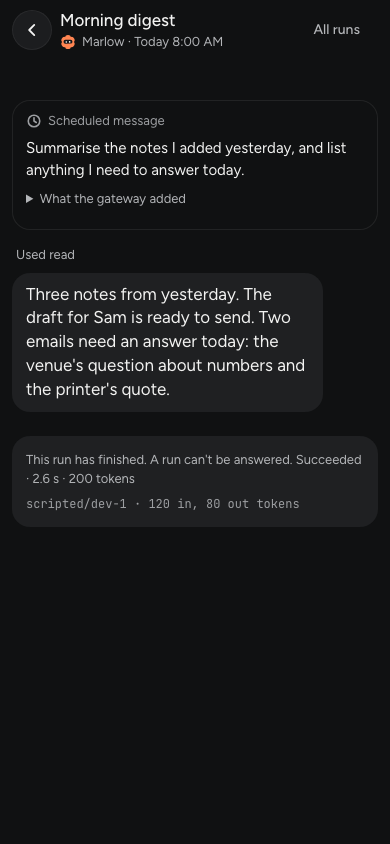 Morning digest
Marlow · Today 8:00 AM
All runs
Scheduled message
Summarise the notes I added yesterday, and list
anything I need to answer today.
What the gateway added
Used read
Three notes from yesterday. The
draft for Sam is ready to send. Two
emails need an answer today: the
venue's question about numbers and
the printer's quote.
This run has finished. A run can't be answered. Succeeded
· 2.6 s · 200 tokens
scripted/dev-1 · 120 in, 80 out tokens